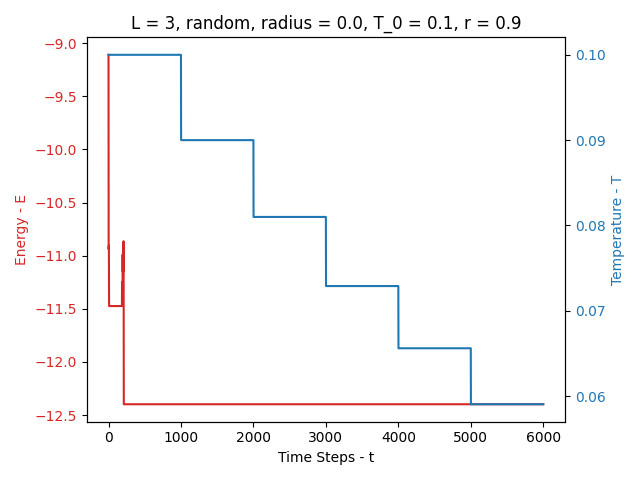 L = 3, random, radius = 0.0, T_0 = 0.1, r = 0.9
−9.0
−9.5
−10.0
−10.5
−11.0
−11.5
−12.0
−12.5
Energy - E
0.10
0.09
0.08
0.07
0.06
Temperature - T
0 1000 2000 3000 4000 5000 6000
Time Steps - t